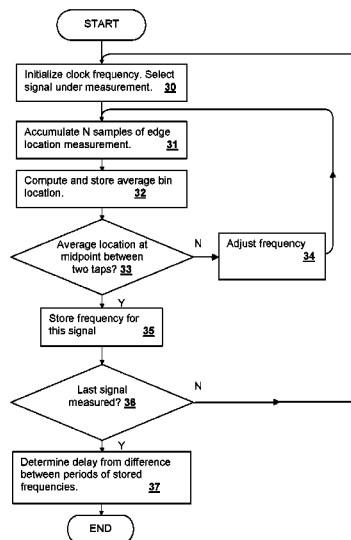 START
Initialize clock frequency. Select
signal under measurement. 30
Accumulate N samples of edge
location measurement. 31
Compute and store average bin
location. 32
Average location at
midpoint between
two taps? 33
N
Adjust frequency
34
Y
Store frequency for
this signal 35
Last signal
measured? 36
N
Y
Determine delay from difference
between periods of stored
frequencies. 37
END